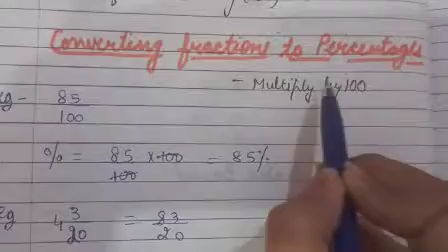 Converting fractions to Percentages
- Multiply by 100
eg - 85/100
% = 85/100 x 100 = 85%
eg 4 3/20 = 83/20